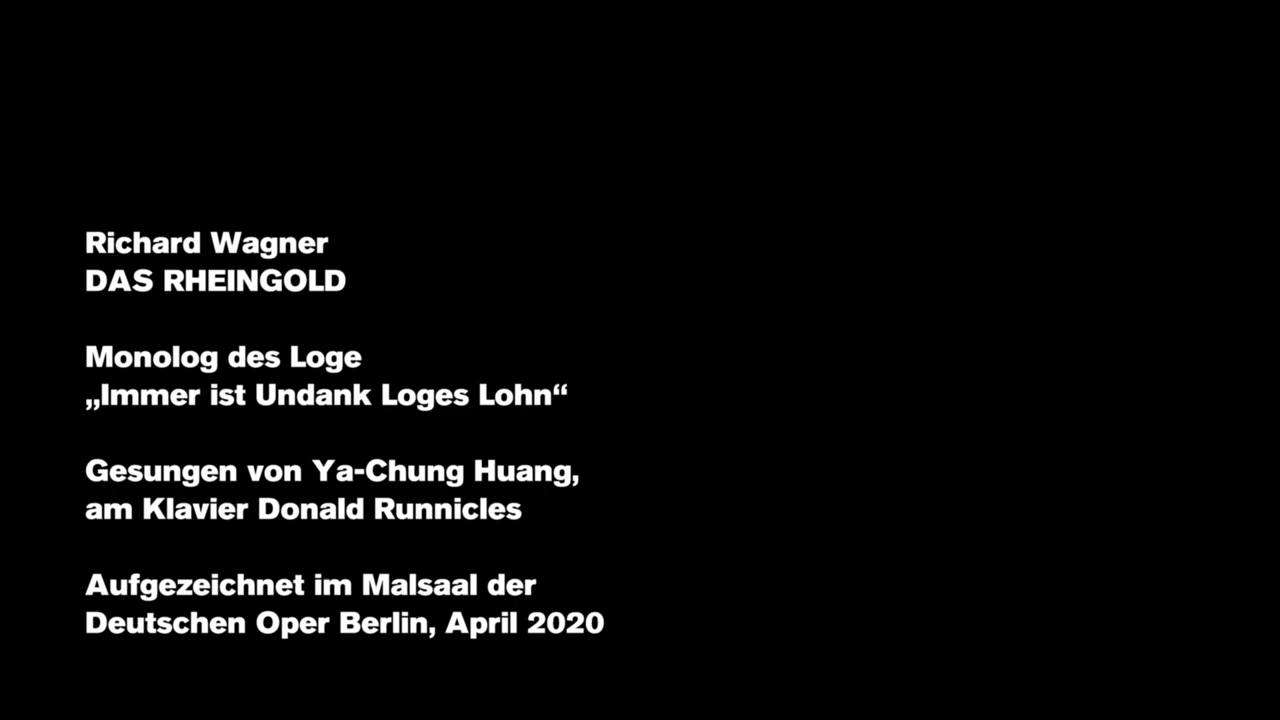 Richard Wagner
DAS RHEINGOLD
Monolog des Loge
„Immer ist Undank Loges Lohn“
Gesungen von Ya-Chung Huang,
am Klavier Donald Runnicles
Aufgezeichnet im Malsaal der
Deutschen Oper Berlin, April 2020